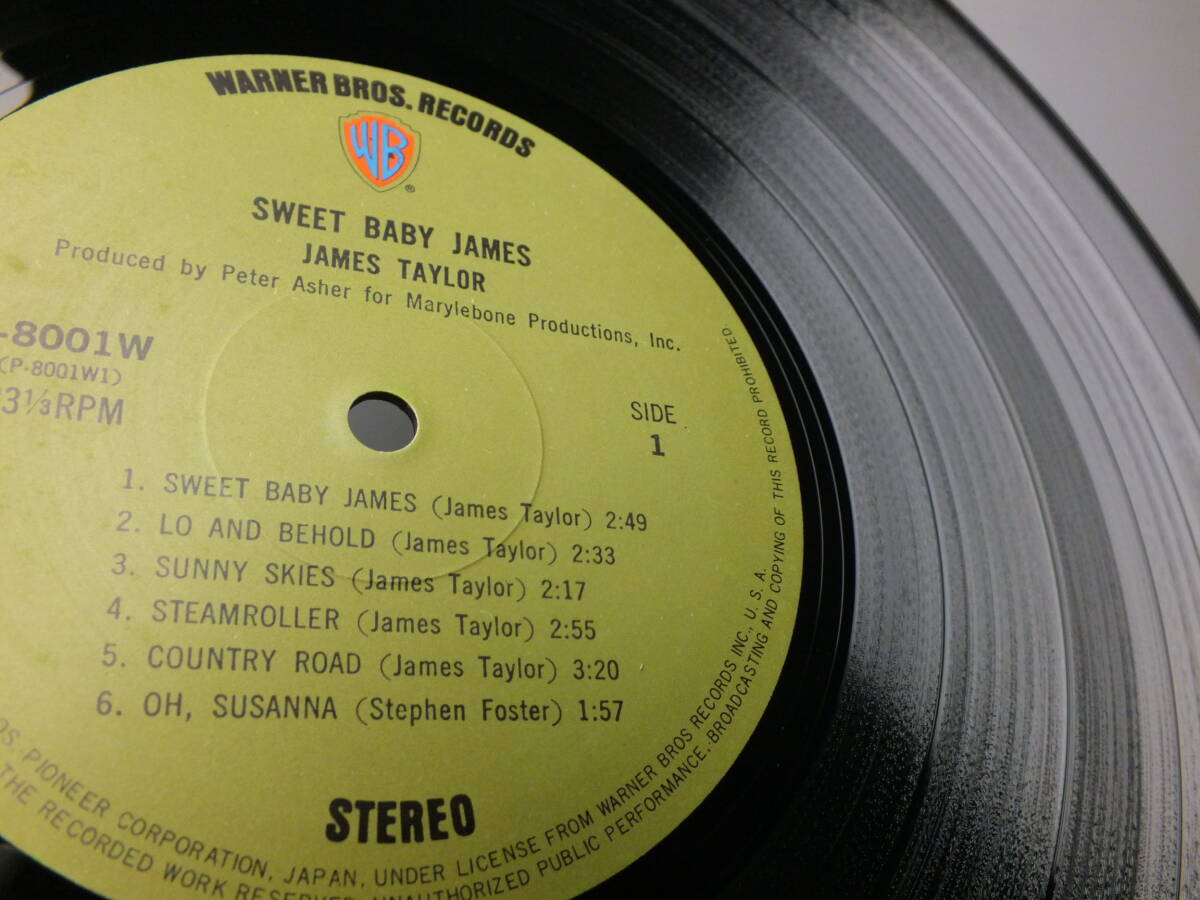 WARNER BROS. RECORDS
WB
®
SWEET BABY JAMES
JAMES TAYLOR
Produced by Peter Asher for Marylebone Productions, Inc.
-8001W
(P-8001W1)
3⅓RPM
SIDE
1
1. SWEET BABY JAMES (James Taylor) 2:49
2. LO AND BEHOLD (James Taylor) 2:33
3. SUNNY SKIES (James Taylor) 2:17
4. STEAMROLLER (James Taylor) 2:55
5. COUNTRY ROAD (James Taylor) 3:20
6. OH, SUSANNA (Stephen Foster) 1:57
STEREO
OS. PIONEER CORPORATION, JAPAN, UNDER LICENSE FROM WARNER BROS RECORDS INC., U. S. A.
THE RECORDED WORK RESERVED. UNAUTHORIZED PUBLIC PERFORMANCE. BROADCASTING AND COPYING OF THIS RECORD PROHIBITED.